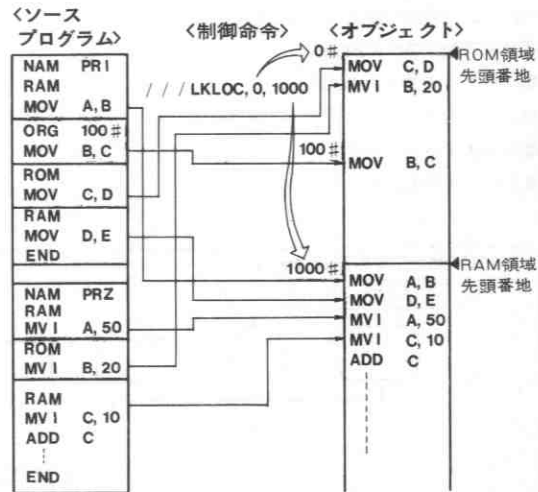 〈ソース
プログラム〉
NAM PRI
RAM
MOV A, B
ORG 100#
MOV B, C
ROM
MOV C, D
RAM
MOV D, E
END
NAM PRZ
RAM
MVI A, 50
ROM
MVI B, 20
RAM
MVI C, 10
ADD C
END
〈制御命令〉
/// LKLOC, 0, 1000
〈オブジェクト〉
0#
MOV C, D
MVI B, 20
100#
MOV B, C
1000#
MOV A, B
MOV D, E
MVI A, 50
MVI C, 10
ADD C
ROM領域
先頭番地
RAM領域
先頭番地